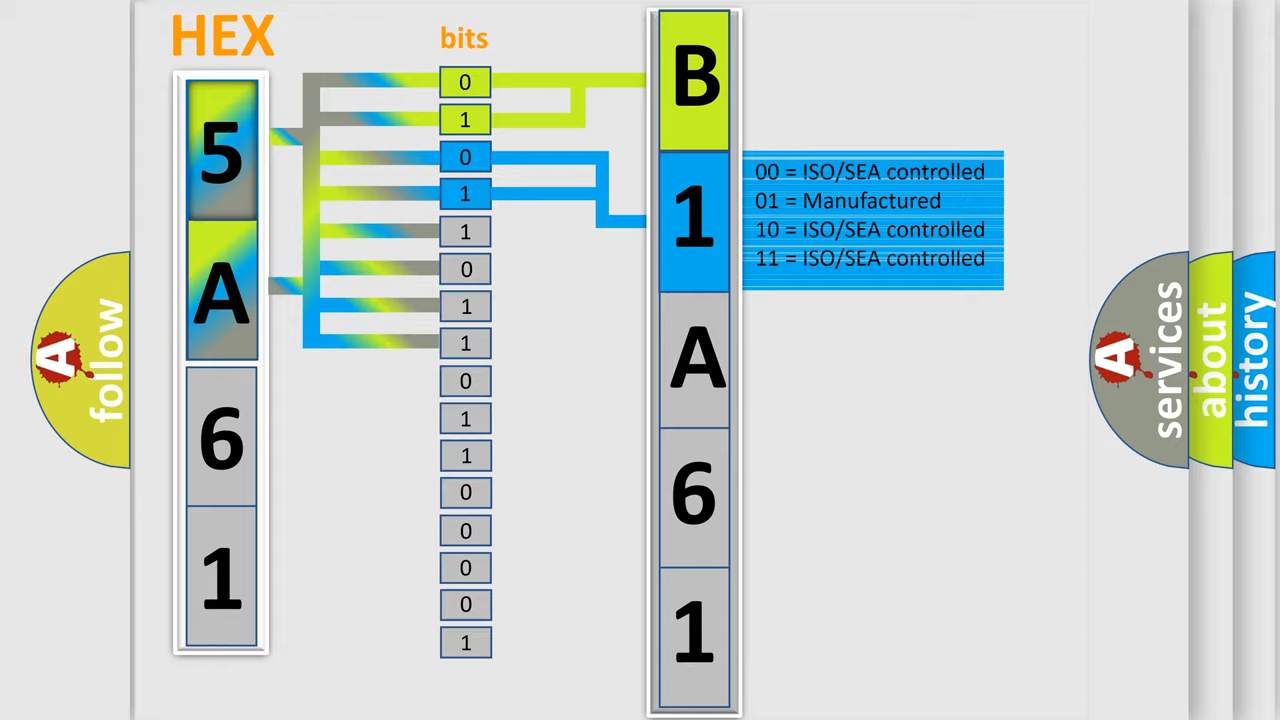 HEX
bits
5
A
6
1
0
1
0
1
1
0
1
1
0
1
1
0
0
0
0
1
B
1
A
6
1
00 = ISO/SEA controlled
01 = Manufactured
10 = ISO/SEA controlled
11 = ISO/SEA controlled
A
follow
A
services
about
history